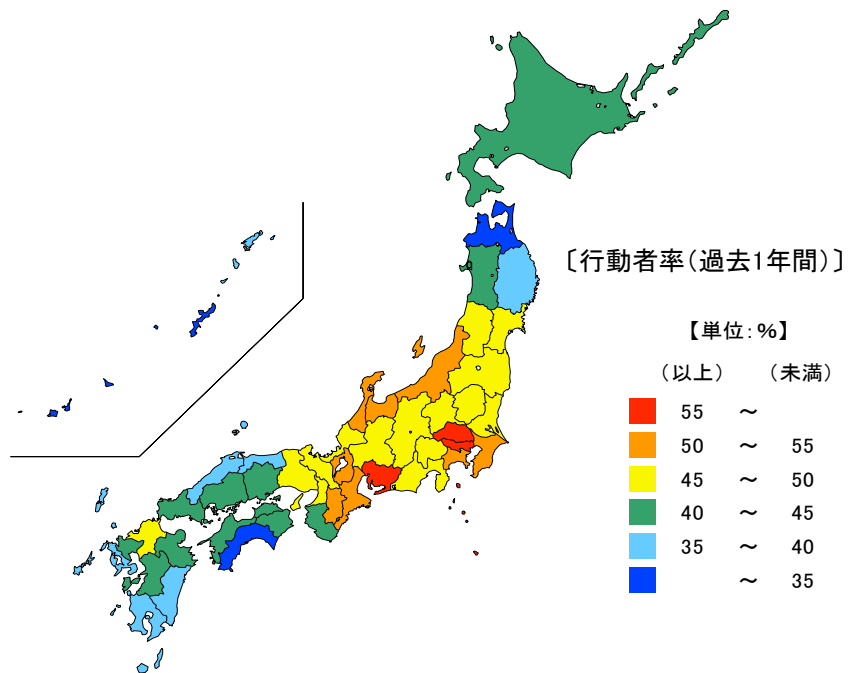 〔行動者率（過去1年間）〕
【単位：％】
（以上）　（未満）
55　～
50　～　55
45　～　50
40　～　45
35　～　40
～　35